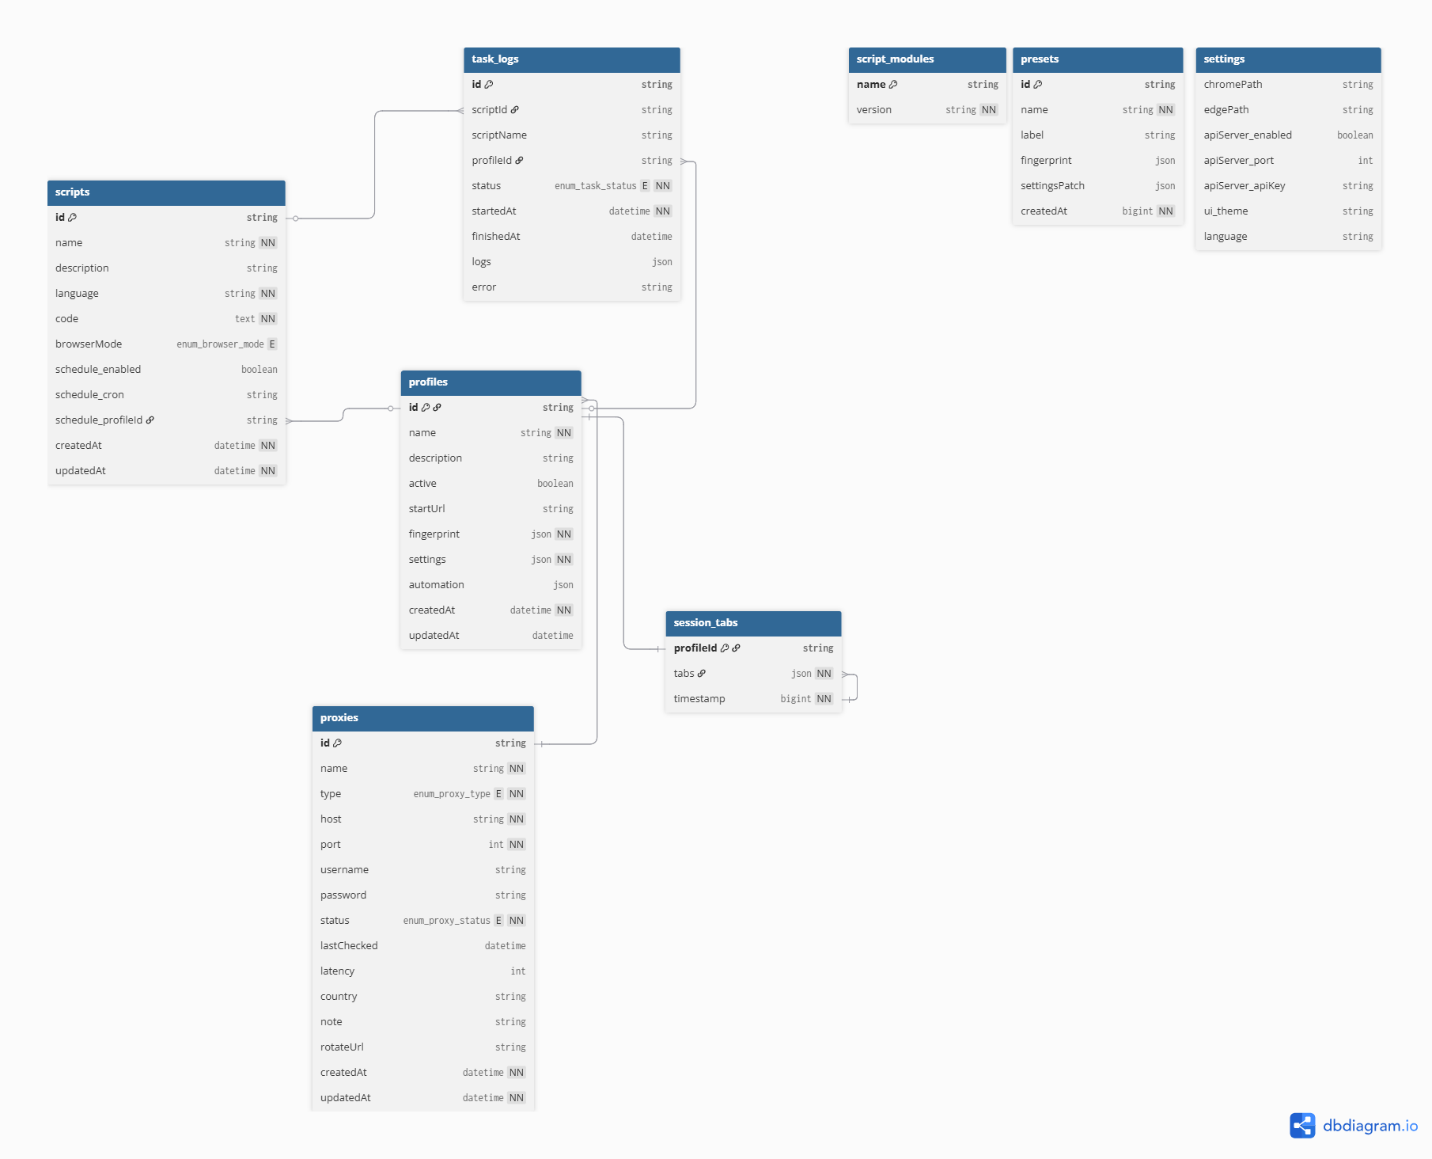 task_logs
id string
scriptId string
scriptName string
profileId string
status enum_task_status E NN
startedAt datetime NN
finishedAt datetime
logs json
error string
script_modules
name string
version string NN
presets
id string
name string NN
label string
fingerprint json
settingsPatch json
createdAt bigint NN
settings
chromePath string
edgePath string
apiServer_enabled boolean
apiServer_port int
apiServer_apiKey string
ui_theme string
language string
scripts
id string
name string NN
description string
language string NN
code text NN
browserMode enum_browser_mode E
schedule_enabled boolean
schedule_cron string
schedule_profileId string
createdAt datetime NN
updatedAt datetime NN
profiles
id string
name string NN
description string
active boolean
startUrl string
fingerprint json NN
settings json NN
automation json
createdAt datetime NN
updatedAt datetime
session_tabs
profileId string
tabs json NN
timestamp bigint NN
proxies
id string
name string NN
type enum_proxy_type E NN
host string NN
port int NN
username string
password string
status enum_proxy_status E NN
lastChecked datetime
latency int
country string
note string
rotateUrl string
createdAt datetime NN
updatedAt datetime NN
dbdiagram.io